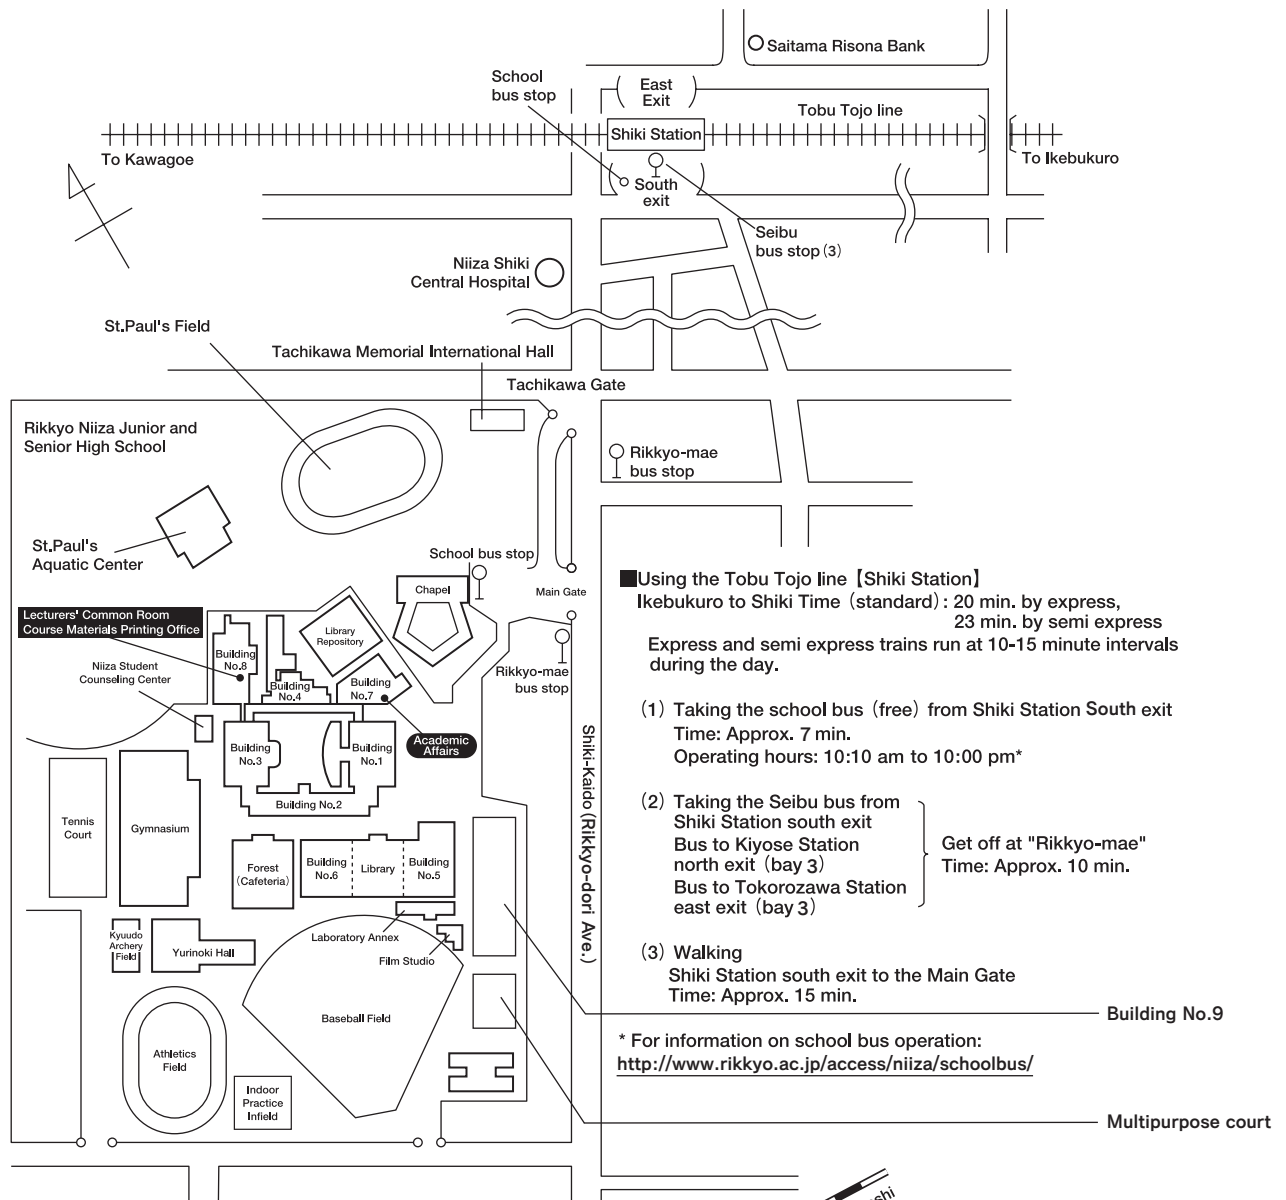 Saitama Risona Bank
School
bus stop
East
Exit
Tobu Tojo line
Shiki Station
To Kawagoe
To Ikebukuro
South
exit
Seibu
bus stop (3)
Niiza Shiki
Central Hospital
St.Paul's Field
Tachikawa Memorial International Hall
Tachikawa Gate
Rikkyo Niiza Junior and
Senior High School
Rikkyo-mae
bus stop
St.Paul's
Aquatic Center
School bus stop
Chapel
Main Gate
Lecturers' Common Room
Course Materials Printing Office
Library
Repository
Building
No.8
Niiza Student
Counseling Center
Building
No.4
Building
No.7
Rikkyo-mae
bus stop
Academic
Affairs
Building
No.3
Building
No.1
Building No.2
Shiki-Kaido (Rikkyo-dori Ave.)
Tennis
Court
Gymnasium
Forest
(Cafeteria)
Building
No.6
Library
Building
No.5
Kyuudo
Archery
Field
Yurinoki Hall
Laboratory Annex
Film Studio
Baseball Field
Athletics
Field
Indoor
Practice
Infield
■Using the Tobu Tojo line【Shiki Station】
Ikebukuro to Shiki Time (standard): 20 min. by express,
23 min. by semi express
Express and semi express trains run at 10-15 minute intervals
during the day.
(1) Taking the school bus (free) from Shiki Station South exit
Time: Approx. 7 min.
Operating hours: 10:10 am to 10:00 pm*
(2) Taking the Seibu bus from
Shiki Station south exit
Bus to Kiyose Station
north exit (bay 3)
Bus to Tokorozawa Station
east exit (bay 3)
Get off at "Rikkyo-mae"
Time: Approx. 10 min.
(3) Walking
Shiki Station south exit to the Main Gate
Time: Approx. 15 min.
Building No.9
* For information on school bus operation:
http://www.rikkyo.ac.jp/access/niiza/schoolbus/
Multipurpose court